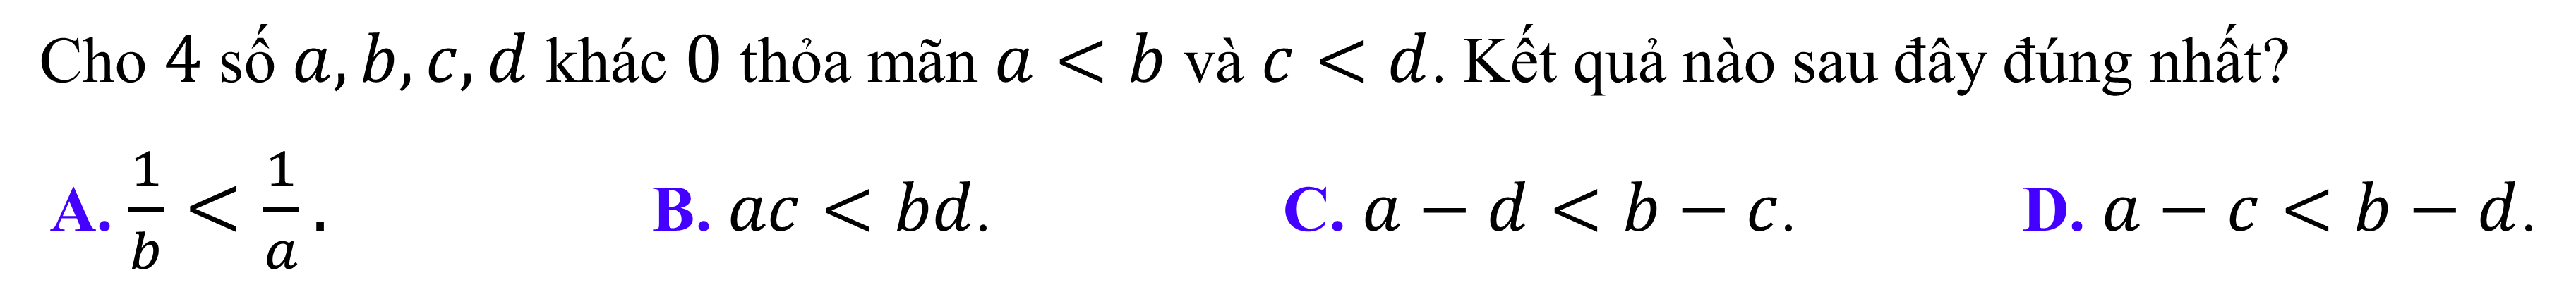 Cho 4 số a, b, c, d khác 0 thỏa mãn a < b và c < d. Kết quả nào sau đây đúng nhất?
A. 1/b < 1/a. B. ac < bd. C. a − d < b − c. D. a − c < b − d.